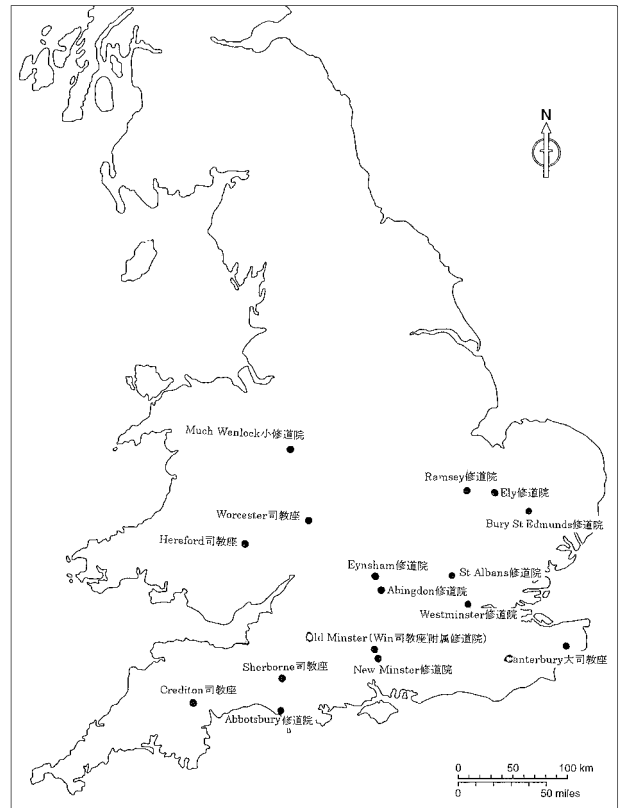 N
Much Wenlock小修道院
Ramsey修道院
Ely修道院
Bury St Edmunds修道院
Worcester司教座
Heresford司教座
Eynsham修道院
St Albans修道院
Abingdon修道院
Westminster修道院
Old Minster(Win司教座附属修道院)
New Minster修道院
Canterbury大司教座
Sherborne司教座
Crediton司教座
Abbotsbury修道院
0 50 100 km
0 50 miles